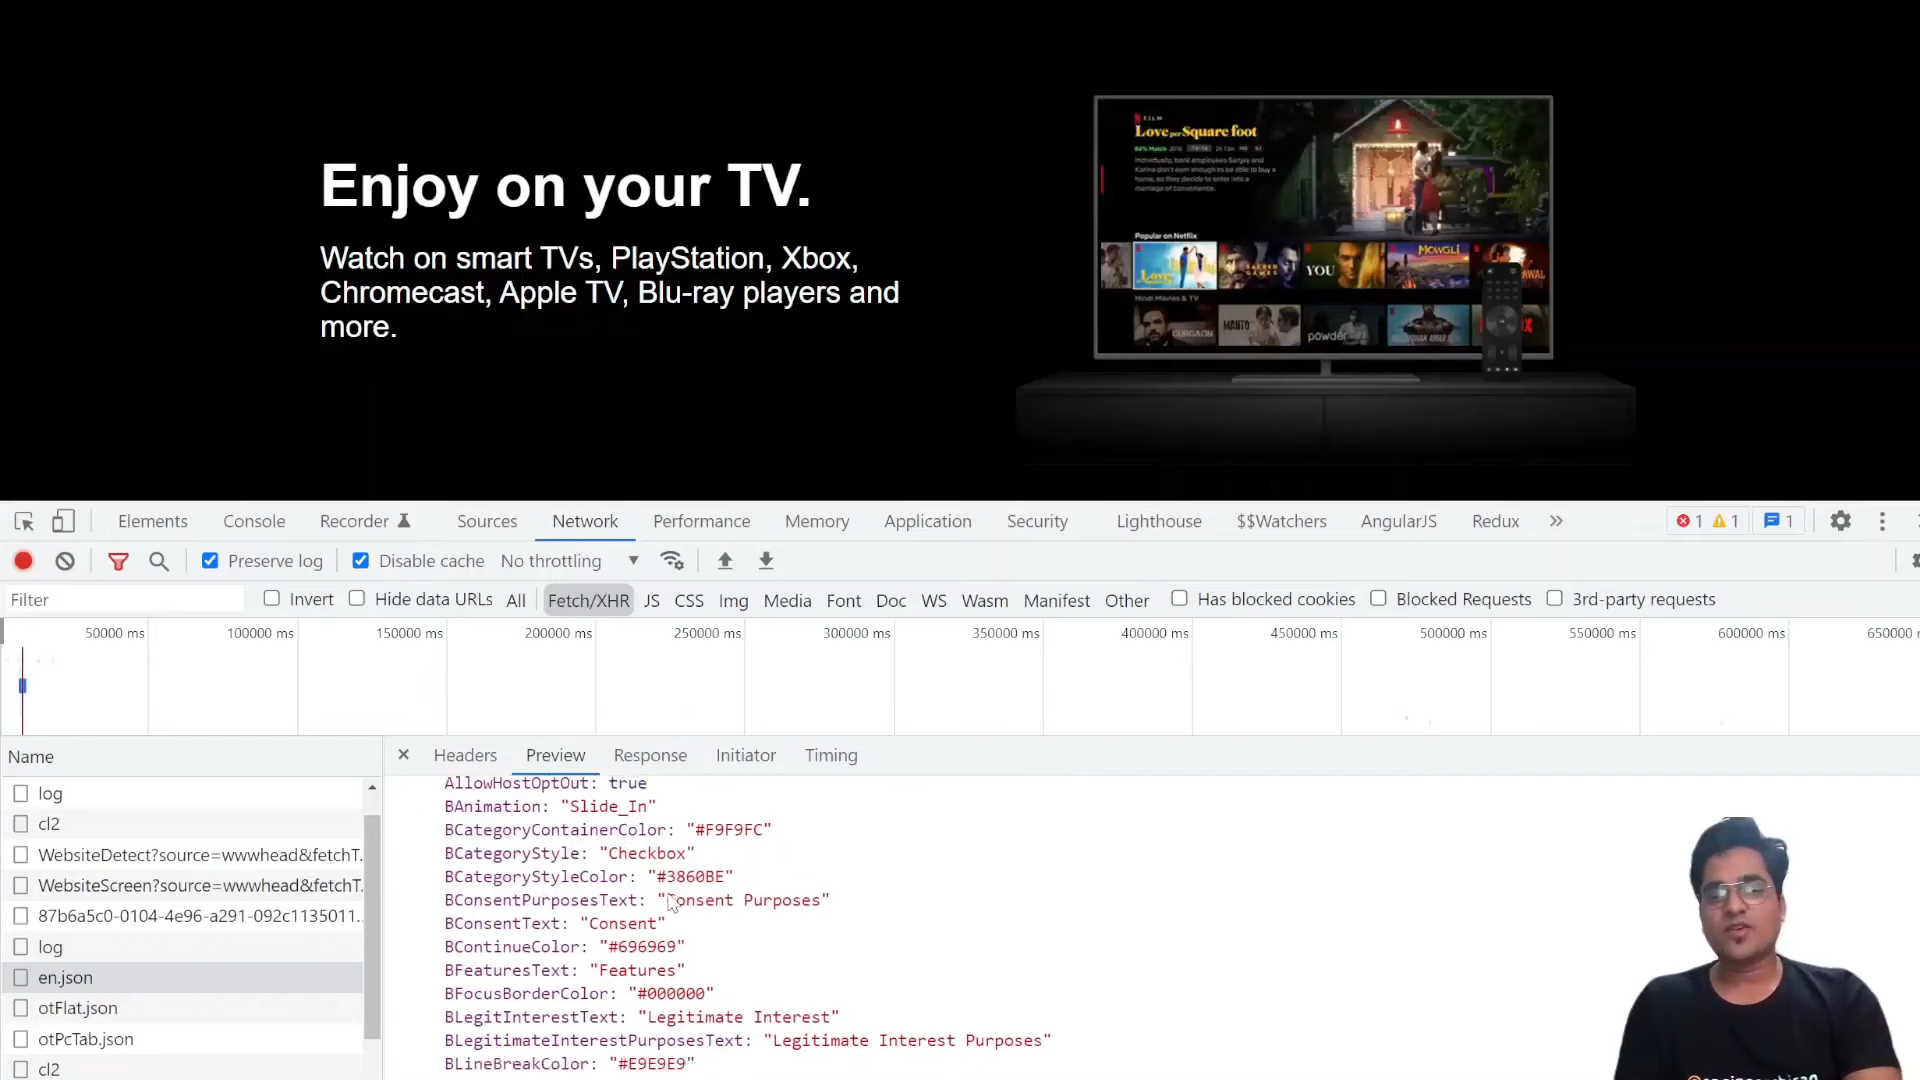 FILM
Love per Square foot
Popular on Netflix
Hindi Movies & TV
YOU
MOWGLI
GURGAON
MANTO
powder
Enjoy on your TV.
Watch on smart TVs, PlayStation, Xbox,
Chromecast, Apple TV, Blu-ray players and
more.
Elements Console Recorder Sources Network Performance Memory Application Security Lighthouse $$Watchers AngularJS Redux » 1 1 1
Preserve log Disable cache No throttling
Filter Invert Hide data URLs All Fetch/XHR JS CSS Img Media Font Doc WS Wasm Manifest Other Has blocked cookies Blocked Requests 3rd-party requests
50000 ms 100000 ms 150000 ms 200000 ms 250000 ms 300000 ms 350000 ms 400000 ms 450000 ms 500000 ms 550000 ms 600000 ms 650000
Name
Headers Preview Response Initiator Timing
log
cl2
WebsiteDetect?source=wwwhead&fetchT.
WebsiteScreen?source=wwwhead&fetchT.
87b6a5c0-0104-4e96-a291-092c1135011..
log
en.json
otFlat.json
otPcTab.json
cl2
AllowHostOptOut: true
BAnimation: "Slide_In"
BCategoryContainerColor: "#F9F9FC"
BCategoryStyle: "Checkbox"
BCategoryStyleColor: "#3860BE"
BConsentPurposesText: "Consent Purposes"
BConsentText: "Consent"
BContinueColor: "#696969"
BFeaturesText: "Features"
BFocusBorderColor: "#000000"
BLegitInterestText: "Legitimate Interest"
BLegitimateInterestPurposesText: "Legitimate Interest Purposes"
BLineBreakColor: "#E9E9E9"